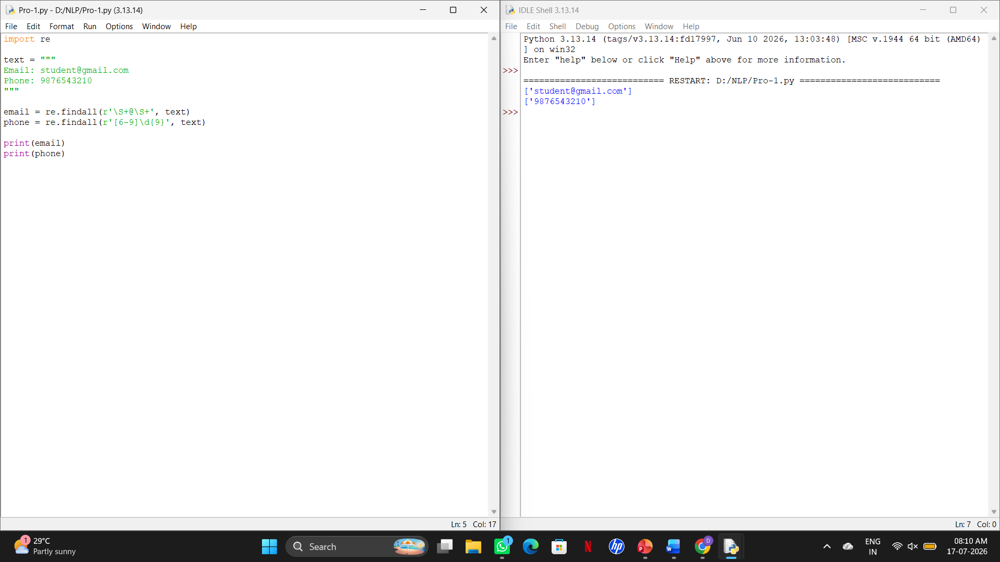 Pro-1.py - D:/NLP/Pro-1.py (3.13.14)
File Edit Format Run Options Window Help
import re
text = """
Email: student@gmail.com
Phone: 9876543210
"""
email = re.findall(r'\S+@\S+', text)
phone = re.findall(r'[6-9]\d{9}', text)
print(email)
print(phone)
Ln: 5 Col: 17
IDLE Shell 3.13.14
File Edit Shell Debug Options Window Help
Python 3.13.14 (tags/v3.13.14:fd17997, Jun 10 2026, 13:03:48) [MSC v.1944 64 bit (AMD64)
] on win32
Enter "help" below or click "Help" above for more information.
>>>
=========================== RESTART: D:/NLP/Pro-1.py ===========================
['student@gmail.com']
['9876543210']
>>>
Ln: 7 Col: 0
1
29°C
Partly sunny
Search
1
N
hp
P
W
D
ENG
IN
08:10 AM
17-07-2026